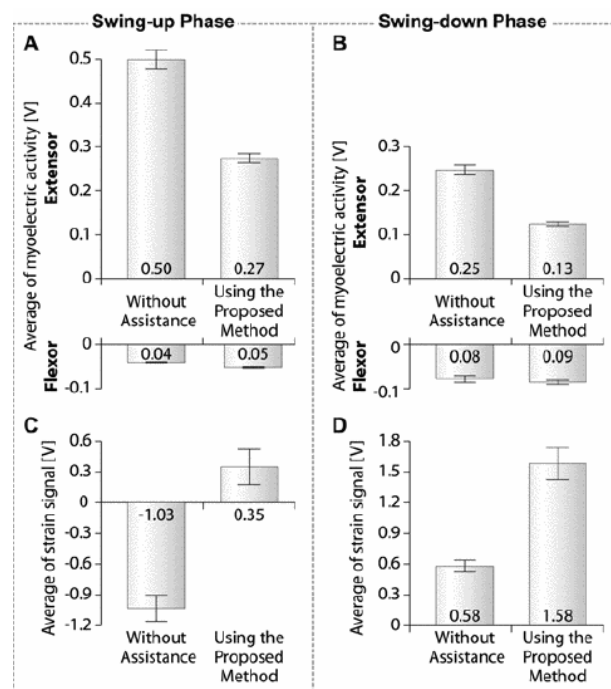 Swing-up Phase
Swing-down Phase
A
Average of myoelectric activity [V]
Extensor
Flexor
0.5
0.4
0.3
0.2
0.1
0
0.50
0.27
Without
Assistance
Using the
Proposed
Method
0
-0.1
0.04
0.05
B
Average of myoelectric activity [V]
Extensor
Flexor
0.3
0.2
0.1
0
0.25
0.13
Without
Assistance
Using the
Proposed
Method
0
-0.1
0.08
0.09
C
Average of strain signal [V]
0.6
0.3
0
-0.3
-0.6
-0.9
-1.2
-1.03
0.35
Without
Assistance
Using the
Proposed
Method
D
Average of strain signal [V]
1.8
1.5
1.2
0.9
0.6
0.3
0
0.58
1.58
Without
Assistance
Using the
Proposed
Method